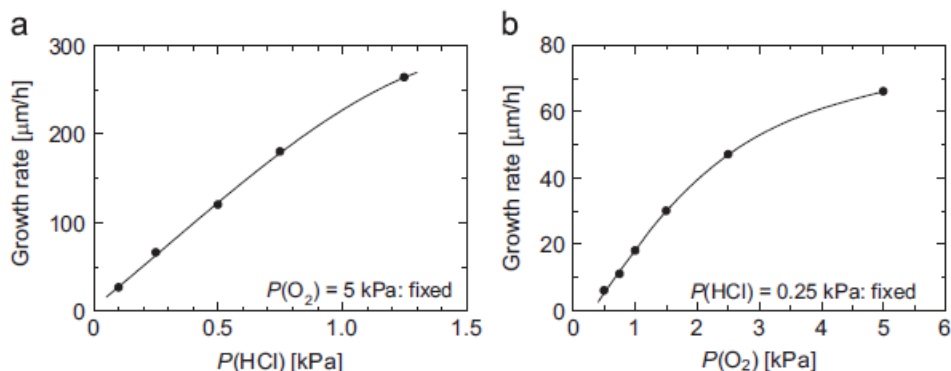 a
300
200
100
0
0
0.5
1.0
1.5
Growth rate [μm/h]
P(HCl) [kPa]
P(O₂) = 5 kPa: fixed
b
80
60
40
20
0
0
1
2
3
4
5
6
Growth rate [μm/h]
P(O₂) [kPa]
P(HCl) = 0.25 kPa: fixed